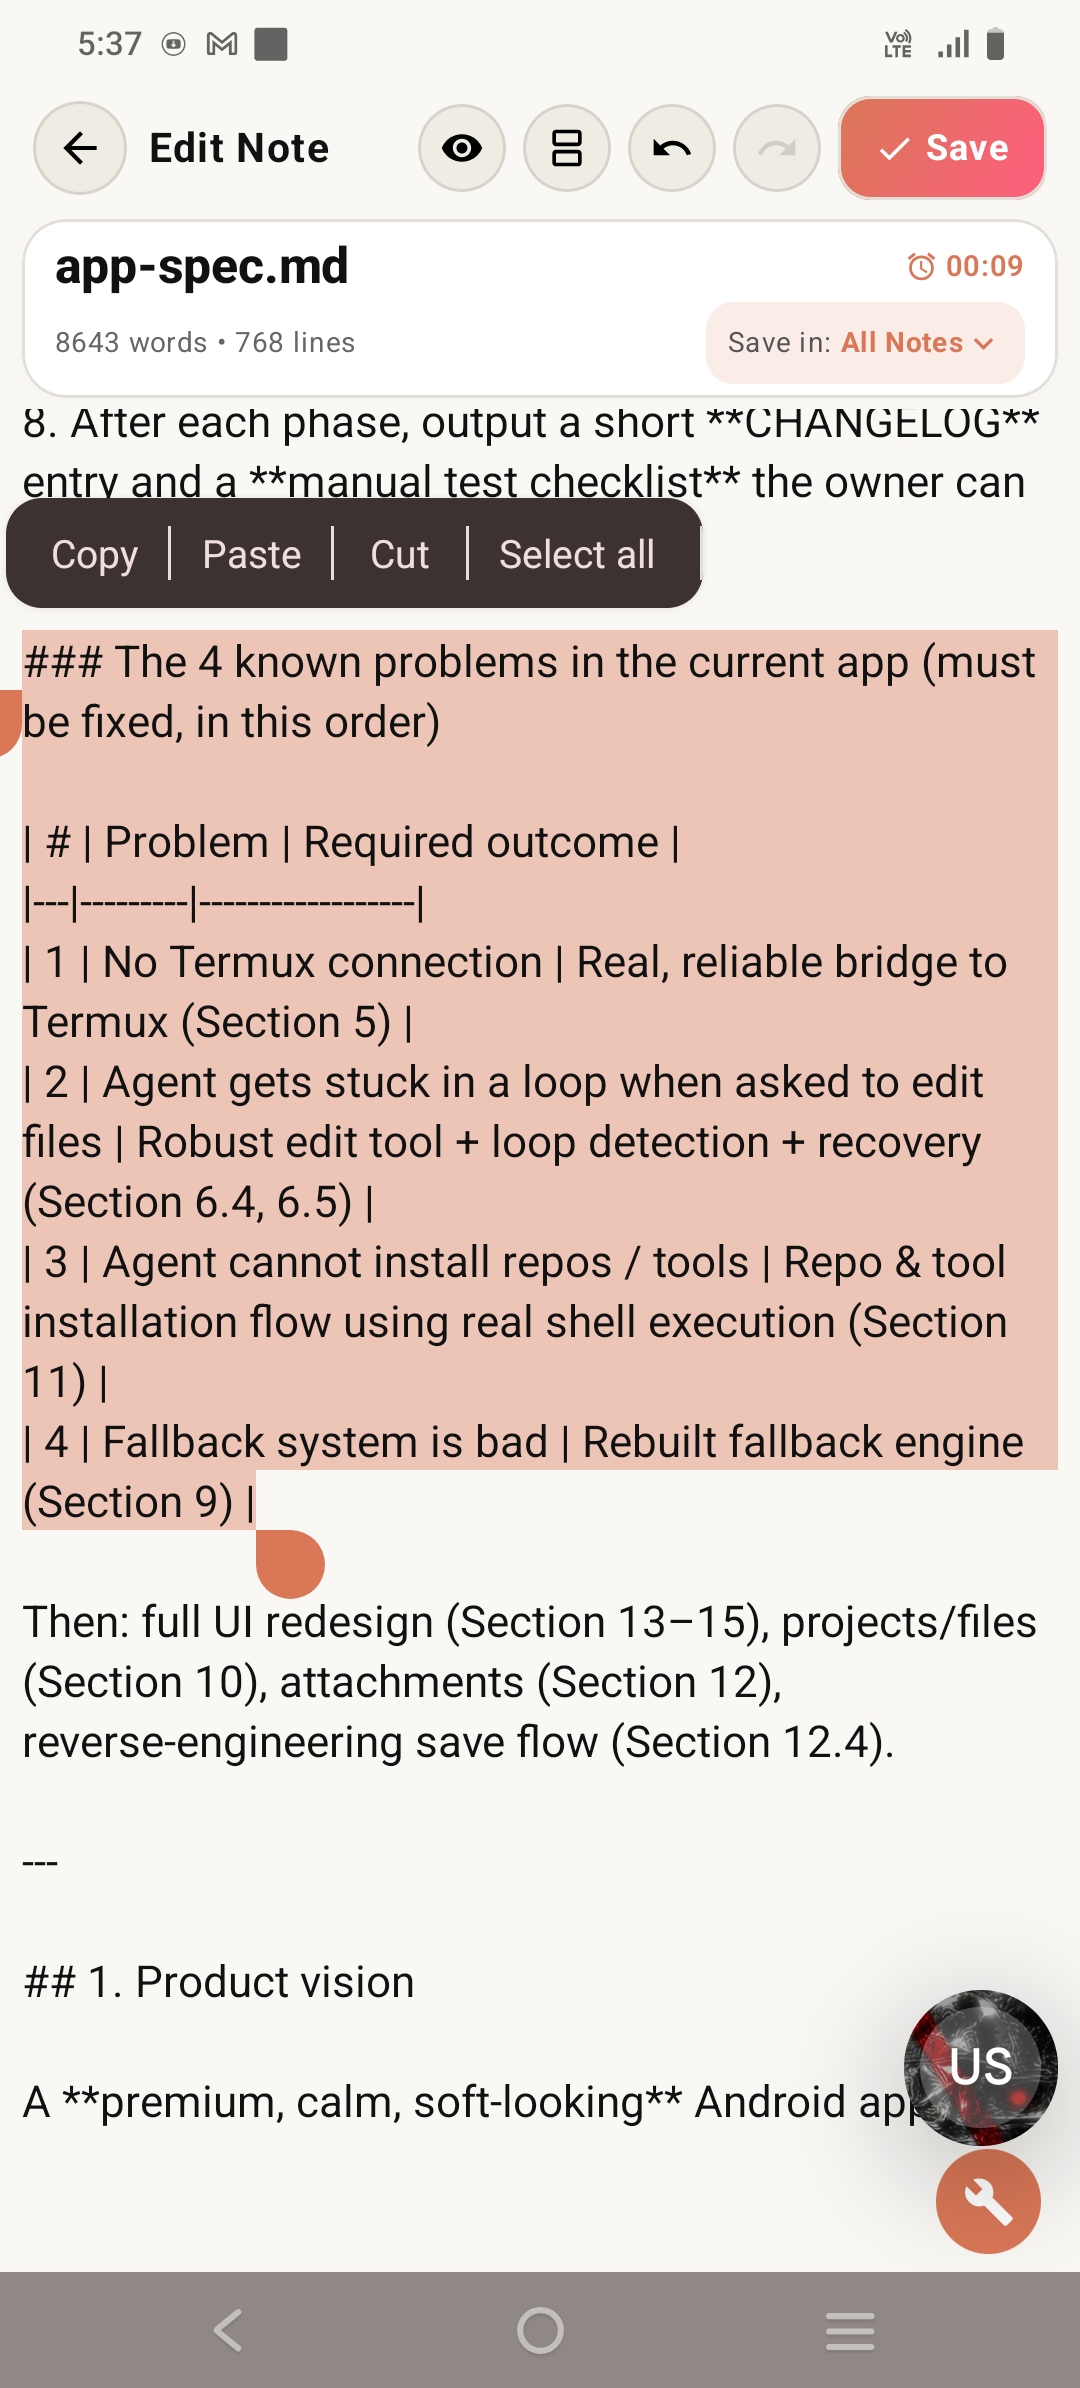 5:37
Vo) LTE
Edit Note
Save
app-spec.md
00:09
8643 words • 768 lines
Save in: All Notes
8. After each phase, output a short **CHANGELOG**
entry and a **manual test checklist** the owner can
Copy
Paste
Cut
Select all
### The 4 known problems in the current app (must
be fixed, in this order)
| # | Problem | Required outcome |
|---|---------|------------------|
| 1 | No Termux connection | Real, reliable bridge to
Termux (Section 5) |
| 2 | Agent gets stuck in a loop when asked to edit
files | Robust edit tool + loop detection + recovery
(Section 6.4, 6.5) |
| 3 | Agent cannot install repos / tools | Repo & tool
installation flow using real shell execution (Section
11) |
| 4 | Fallback system is bad | Rebuilt fallback engine
(Section 9) |
Then: full UI redesign (Section 13–15), projects/files
(Section 10), attachments (Section 12),
reverse-engineering save flow (Section 12.4).
---
## 1. Product vision
A **premium, calm, soft-looking** Android app
US